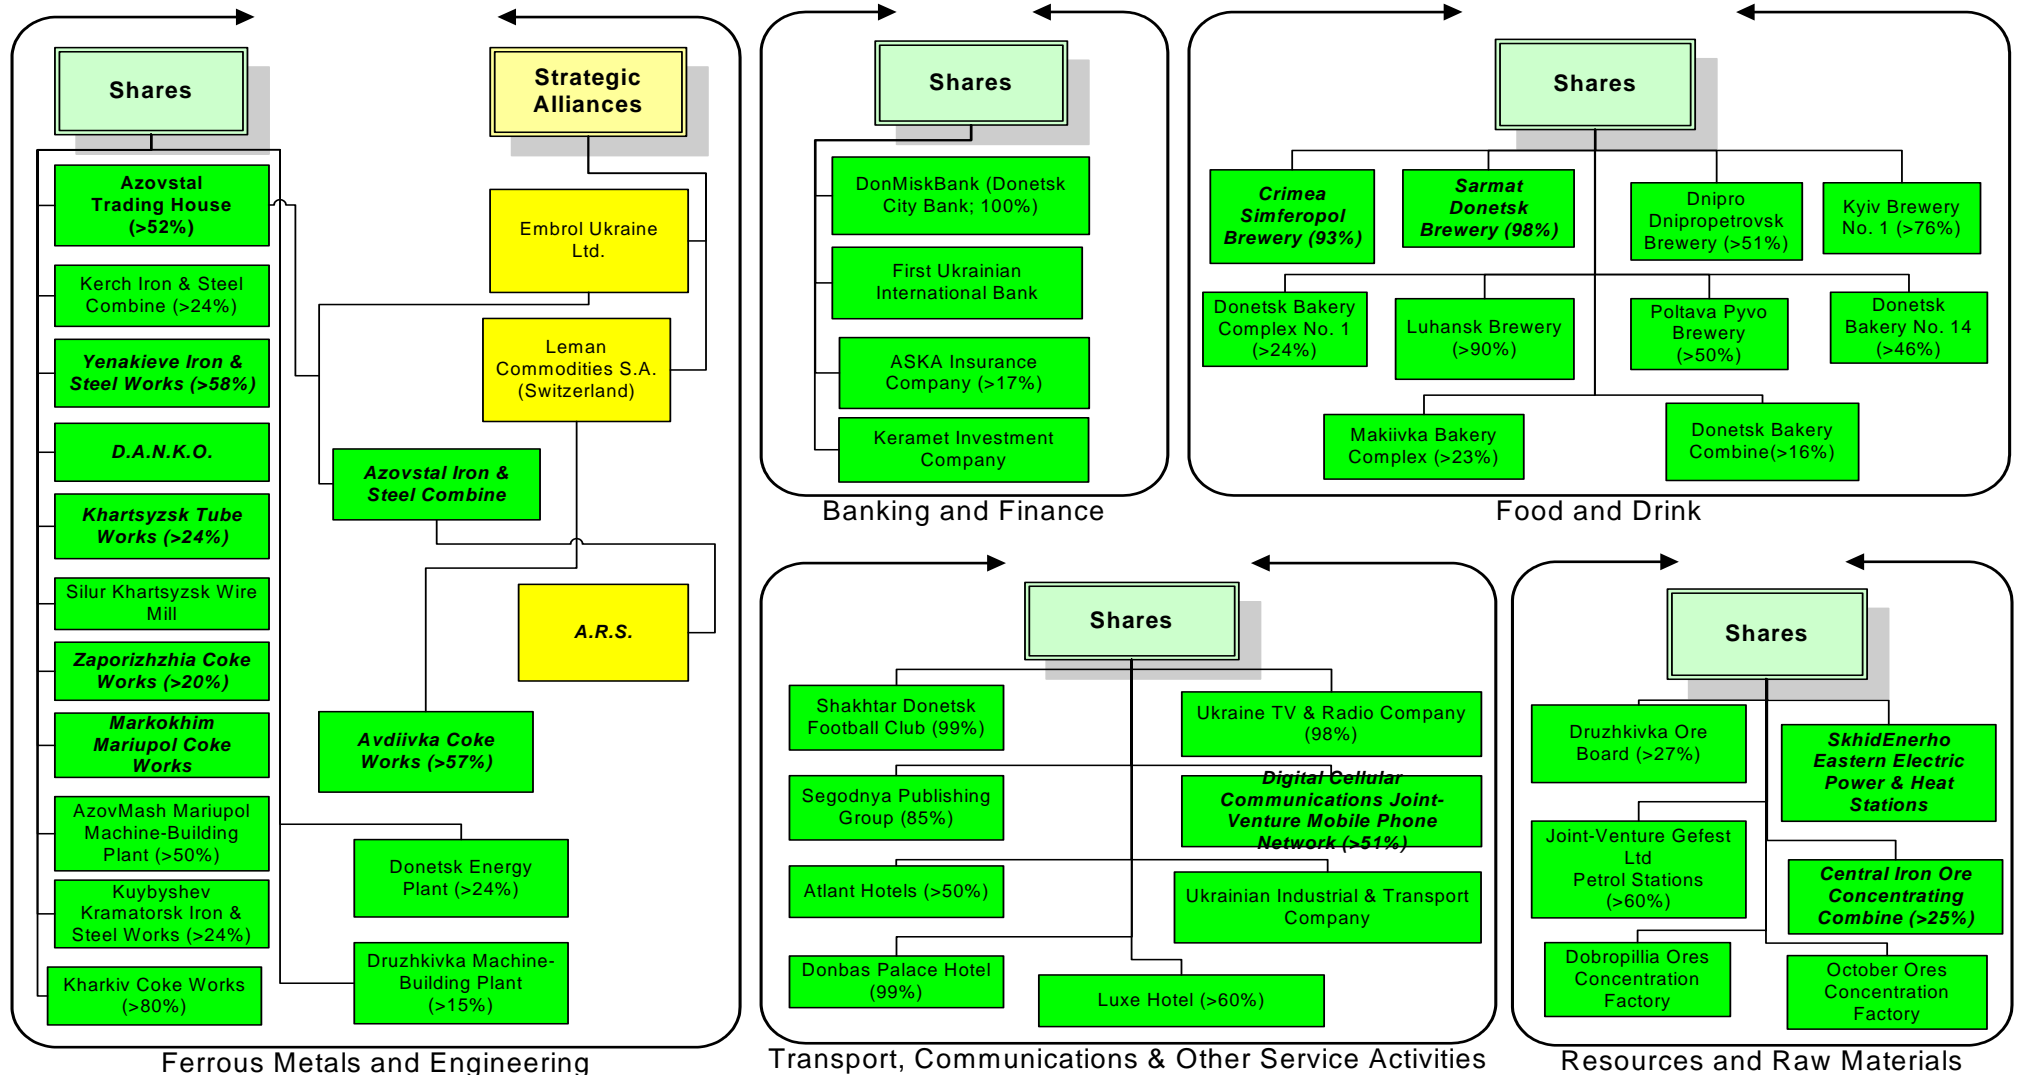 Shares
Strategic
Alliances
Azovstal
Trading House
(>52%)
Kerch Iron & Steel
Combine (>24%)
Yenakieve Iron &
Steel Works (>58%)
D.A.N.K.O.
Khartsyzsk Tube
Works (>24%)
Silur Khartsyzsk Wire
Mill
Zaporizhzhia Coke
Works (>20%)
Markokhim
Mariupol Coke
Works
AzovMash Mariupol
Machine-Building
Plant (>50%)
Kuybyshev
Kramatorsk Iron &
Steel Works (>24%)
Kharkiv Coke Works
(>80%)
Embrol Ukraine
Ltd.
Leman
Commodities S.A.
(Switzerland)
Azovstal Iron &
Steel Combine
A.R.S.
Avdiivka Coke
Works (>57%)
Donetsk Energy
Plant (>24%)
Druzhkivka Machine-
Building Plant
(>15%)
Ferrous Metals and Engineering
Shares
DonMiskBank (Donetsk
City Bank; 100%)
First Ukrainian
International Bank
ASKA Insurance
Company (>17%)
Keramet Investment
Company
Banking and Finance
Shares
Crimea
Simferopol
Brewery (93%)
Sarmat
Donetsk
Brewery (98%)
Dnipro
Dnipropetrovsk
Brewery (>51%)
Kyiv Brewery
No. 1 (>76%)
Donetsk Bakery
Complex No. 1
(>24%)
Luhansk Brewery
(>90%)
Poltava Pyvo
Brewery
(>50%)
Donetsk
Bakery No. 14
(>46%)
Makiivka Bakery
Complex (>23%)
Donetsk Bakery
Combine(>16%)
Food and Drink
Shares
Shakhtar Donetsk
Football Club (99%)
Ukraine TV & Radio Company
(98%)
Segodnya Publishing
Group (85%)
Digital Cellular
Communications Joint-
Venture Mobile Phone
Network (>51%)
Atlant Hotels (>50%)
Ukrainian Industrial & Transport
Company
Donbas Palace Hotel
(99%)
Luxe Hotel (>60%)
Transport, Communications & Other Service Activities
Shares
Druzhkivka Ore
Board (>27%)
SkhidEnerho
Eastern Electric
Power & Heat
Stations
Joint-Venture Gefest
Ltd
Petrol Stations
(>60%)
Central Iron Ore
Concentrating
Combine (>25%)
Dobropillia Ores
Concentration
Factory
October Ores
Concentration
Factory
Resources and Raw Materials